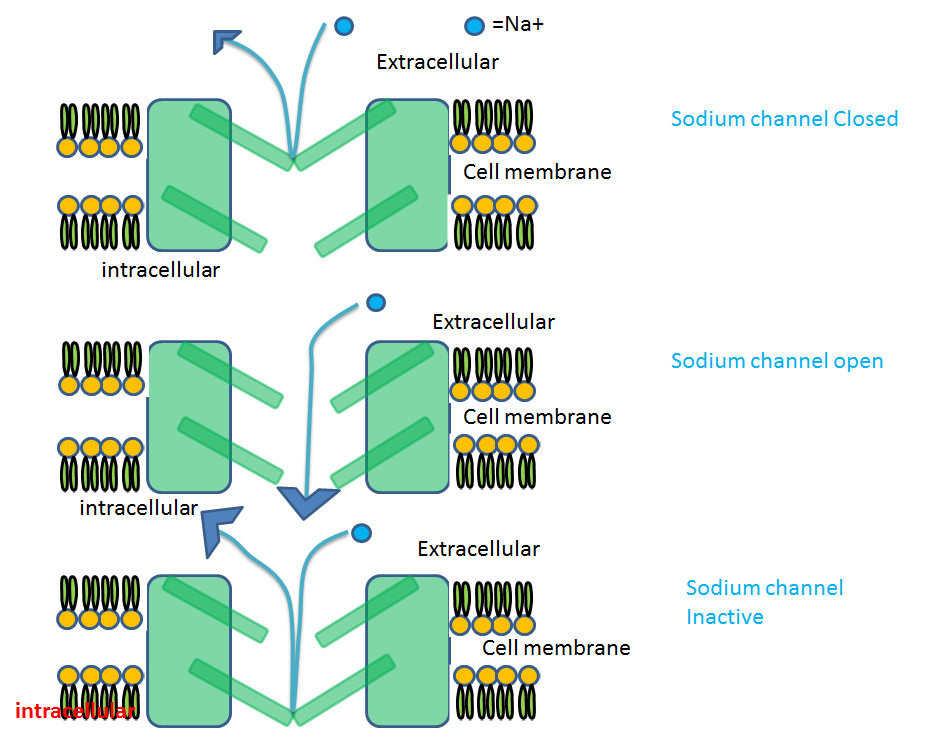 =Na+
Extracellular
Sodium channel Closed
Cell membrane
intracellular
Extracellular
Sodium channel open
Cell membrane
intracellular
Extracellular
Sodium channel
Inactive
Cell membrane
intracellular